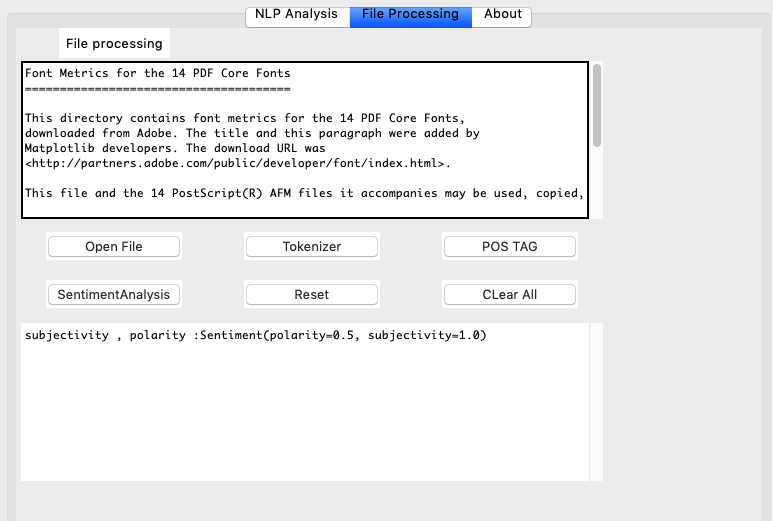 NLP Analysis File Processing About
File processing
Font Metrics for the 14 PDF Core Fonts
======================================
This directory contains font metrics for the 14 PDF Core Fonts,
downloaded from Adobe. The title and this paragraph were added by
Matplotlib developers. The download URL was
<http://partners.adobe.com/public/developer/font/index.html>.
This file and the 14 PostScript(R) AFM files it accompanies may be used, copied,
Open File Tokenizer POS TAG
SentimentAnalysis Reset CLear All
subjectivity , polarity :Sentiment(polarity=0.5, subjectivity=1.0)